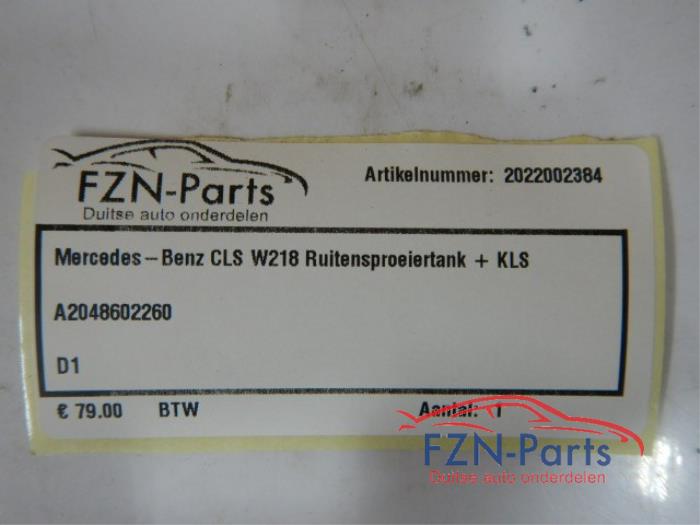 FZN-Parts
Duitse auto onderdelen
Artikelnummer: 2022002384
Mercedes-Benz CLS W218 Ruitensproeiertank + KLS
A2048602260
D1
€ 79.00 BTW Aantal: 1
FZN-Parts
Duitse auto onderdelen